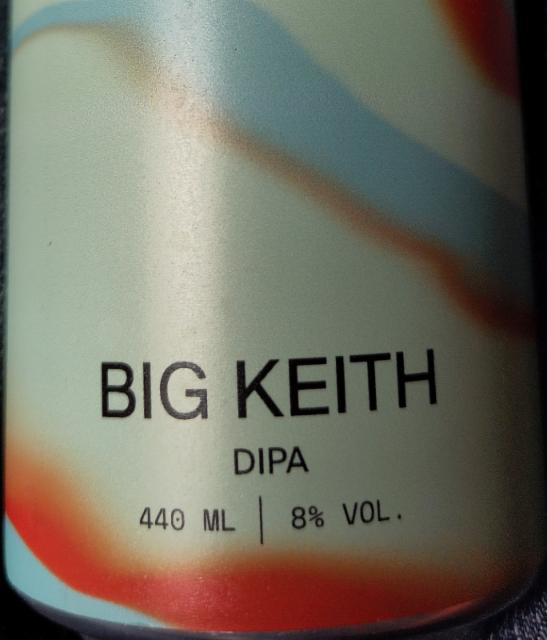 BIG KEITH
DIPA
440 ML | 8% VOL.